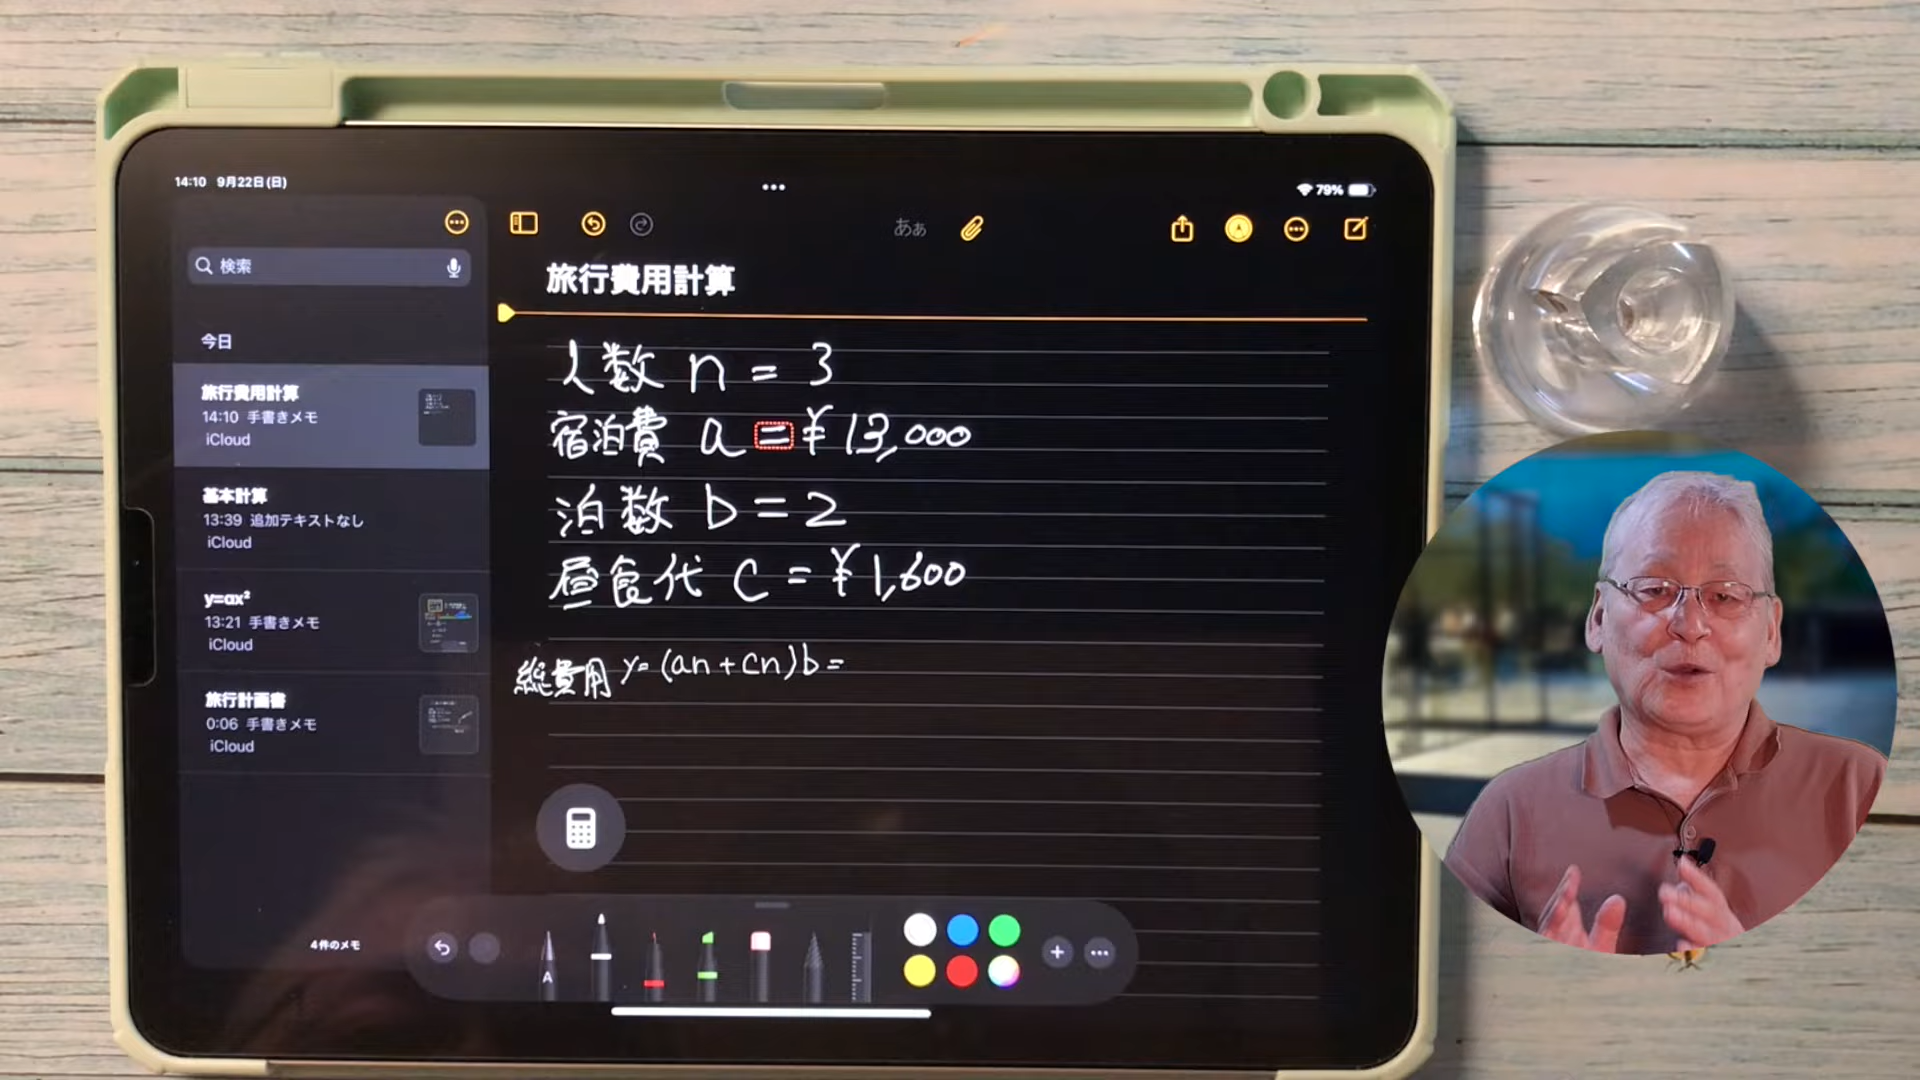 14:10 9月22日(日)
79%
検索
今日
旅行費用計算
14:10 手書きメモ
iCloud
基本計算
13:39 追加テキストなし
iCloud
y=ax²
13:21 手書きメモ
iCloud
旅行計画書
0:06 手書きメモ
iCloud
4件のメモ
あぁ
旅行費用計算
人数 n = 3
宿泊費 a = ¥13,000
泊数 b = 2
昼食代 c = ¥1,600
総費用 y=(an+cn)b=
A